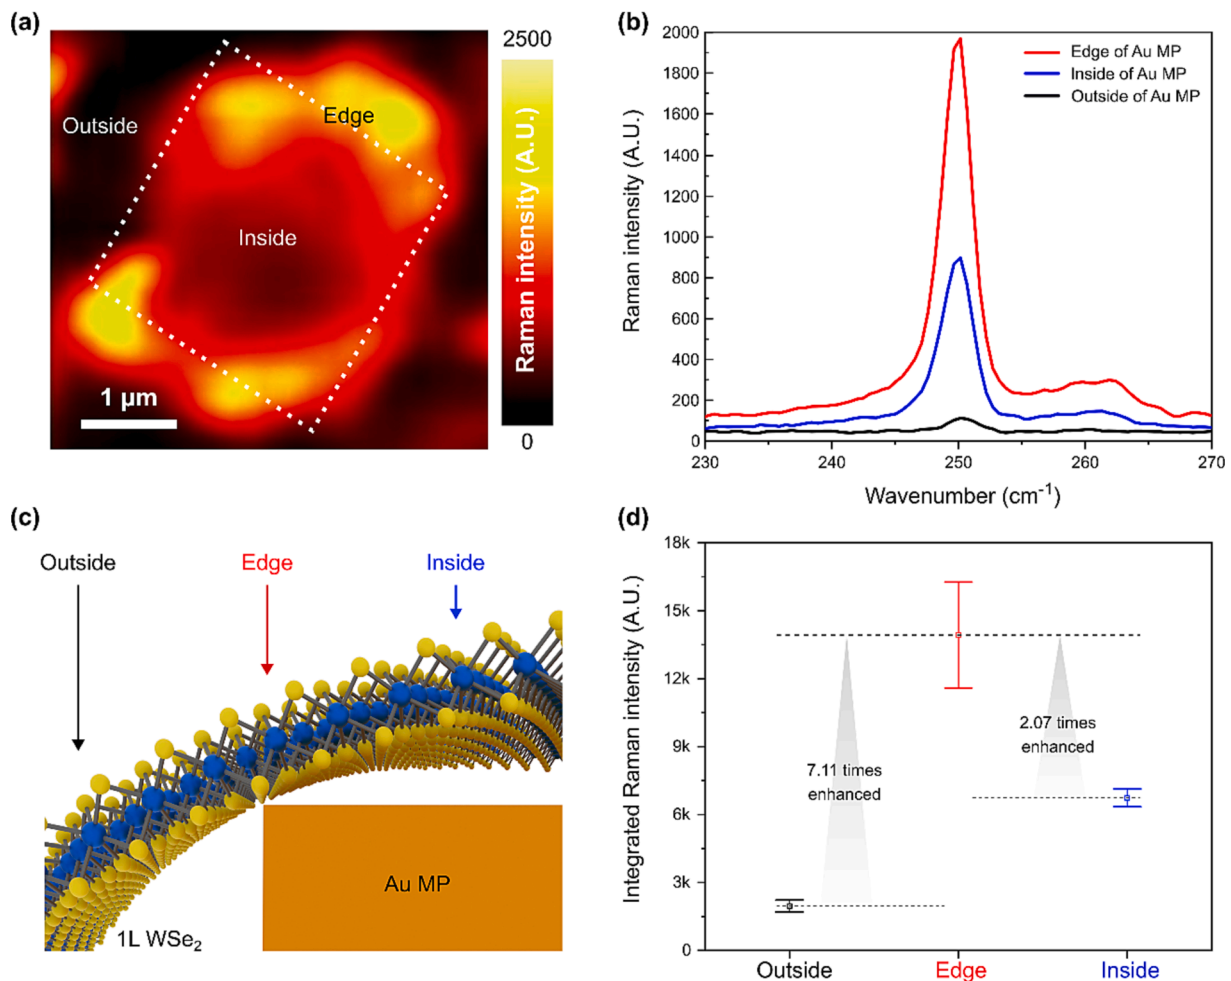 (a)
2500
Outside
Edge
Inside
Raman intensity (A.U.)
1 µm
0
(b)
Edge of Au MP
Inside of Au MP
Outside of Au MP
Raman intensity (A.U.)
2000
1800
1600
1400
1200
1000
800
600
400
200
0
230
240
250
260
270
Wavenumber (cm⁻¹)
(c)
Outside
Edge
Inside
Au MP
1L WSe₂
(d)
Integrated Raman intensity (A.U.)
18k
15k
12k
9k
6k
3k
0
7.11 times
enhanced
2.07 times
enhanced
Outside
Edge
Inside